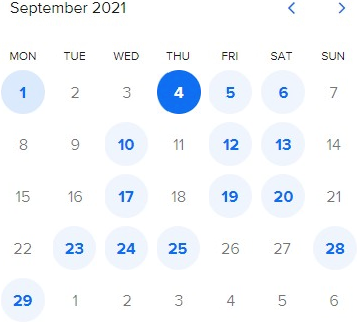 September 2021
MON TUE WED THU FRI SAT SUN
1 2 3 4 5 6 7
8 9 10 11 12 13 14
15 16 17 18 19 20 21
22 23 24 25 26 27 28
29 1 2 3 4 5 6